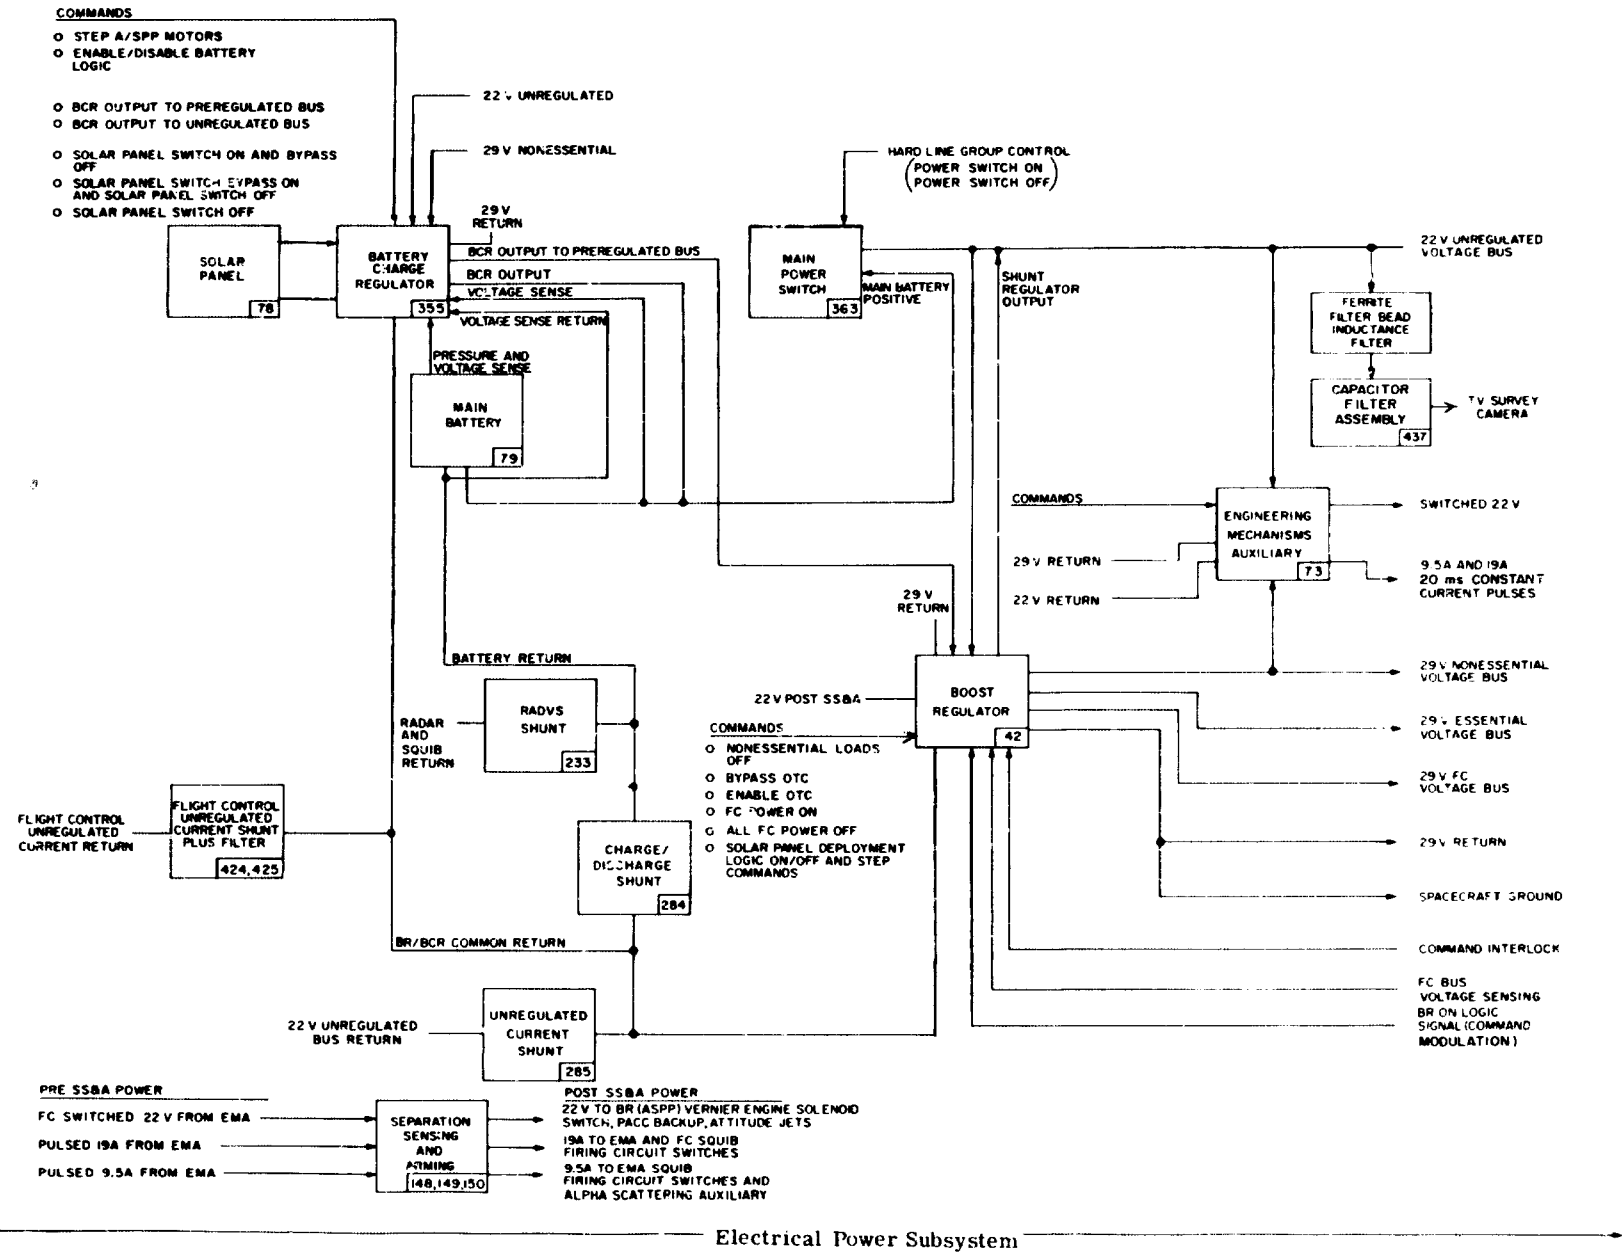 COMMANDS
O STEP A/SPP MOTORS
O ENABLE/DISABLE BATTERY
LOGIC
O BCR OUTPUT TO PREREGULATED BUS
O BCR OUTPUT TO UNREGULATED BUS
O SOLAR PANEL SWITCH ON AND BYPASS
OFF
O SOLAR PANEL SWITCH BYPASS ON
AND SOLAR PANEL SWITCH OFF
O SOLAR PANEL SWITCH OFF
22 V UNREGULATED
29 V NONESSENTIAL
29 V
RETURN
SOLAR
PANEL
78
BATTERY
CHARGE
REGULATOR
355
BCR OUTPUT TO PREREGULATED BUS
BCR OUTPUT
VOLTAGE SENSE
VOLTAGE SENSE RETURN
PRESSURE AND
VOLTAGE SENSE
MAIN
BATTERY
79
HARD LINE GROUP CONTROL
(POWER SWITCH ON
POWER SWITCH OFF)
MAIN
POWER
SWITCH
363
MAIN BATTERY
POSITIVE
SHUNT
REGULATOR
OUTPUT
22 V UNREGULATED
VOLTAGE BUS
FERRITE
FILTER BEAD
INDUCTANCE
FILTER
CAPACITOR
FILTER
ASSEMBLY
437
TV SURVEY
CAMERA
COMMANDS
29 V RETURN
22 V RETURN
ENGINEERING
MECHANISMS
AUXILIARY
73
SWITCHED 22 V
9.5A AND 19A
20 ms CONSTANT
CURRENT PULSES
29 V
RETURN
BATTERY RETURN
RADAR
AND
SQUIB
RETURN
RADVS
SHUNT
233
22 V POST SS&A
COMMANDS
O NONESSENTIAL LOADS
OFF
O BYPASS OTC
O ENABLE OTC
O FC POWER ON
O ALL FC POWER OFF
O SOLAR PANEL DEPLOYMENT
LOGIC ON/OFF AND STEP
COMMANDS
BOOST
REGULATOR
42
29 V NONESSENTIAL
VOLTAGE BUS
29 V ESSENTIAL
VOLTAGE BUS
29 V FC
VOLTAGE BUS
29 V RETURN
SPACECRAFT GROUND
COMMAND INTERLOCK
FC BUS
VOLTAGE SENSING
BR ON LOGIC
SIGNAL (COMMAND
MODULATION)
FLIGHT CONTROL
UNREGULATED
CURRENT RETURN
FLIGHT CONTROL
UNREGULATED
CURRENT SHUNT
PLUS FILTER
424,425
CHARGE/
DISCHARGE
SHUNT
284
BR/BCR COMMON RETURN
22 V UNREGULATED
BUS RETURN
UNREGULATED
CURRENT
SHUNT
285
PRE SS&A POWER
FC SWITCHED 22 V FROM EMA
PULSED 19A FROM EMA
PULSED 9.5A FROM EMA
SEPARATION
SENSING
AND
ARMING
148,149,150
POST SS&A POWER
22 V TO BR (ASPP) VERNIER ENGINE SOLENOID
SWITCH, PACC BACKUP, ATTITUDE JETS
19A TO EMA AND FC SQUIB
FIRING CIRCUIT SWITCHES
9.5A TO EMA SQUIB
FIRING CIRCUIT SWITCHES AND
ALPHA SCATTERING AUXILIARY
Electrical Power Subsystem